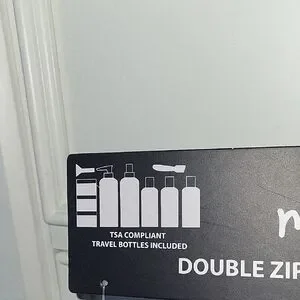 TSA COMPLIANT
TRAVEL BOTTLES INCLUDED
DOUBLE ZIP